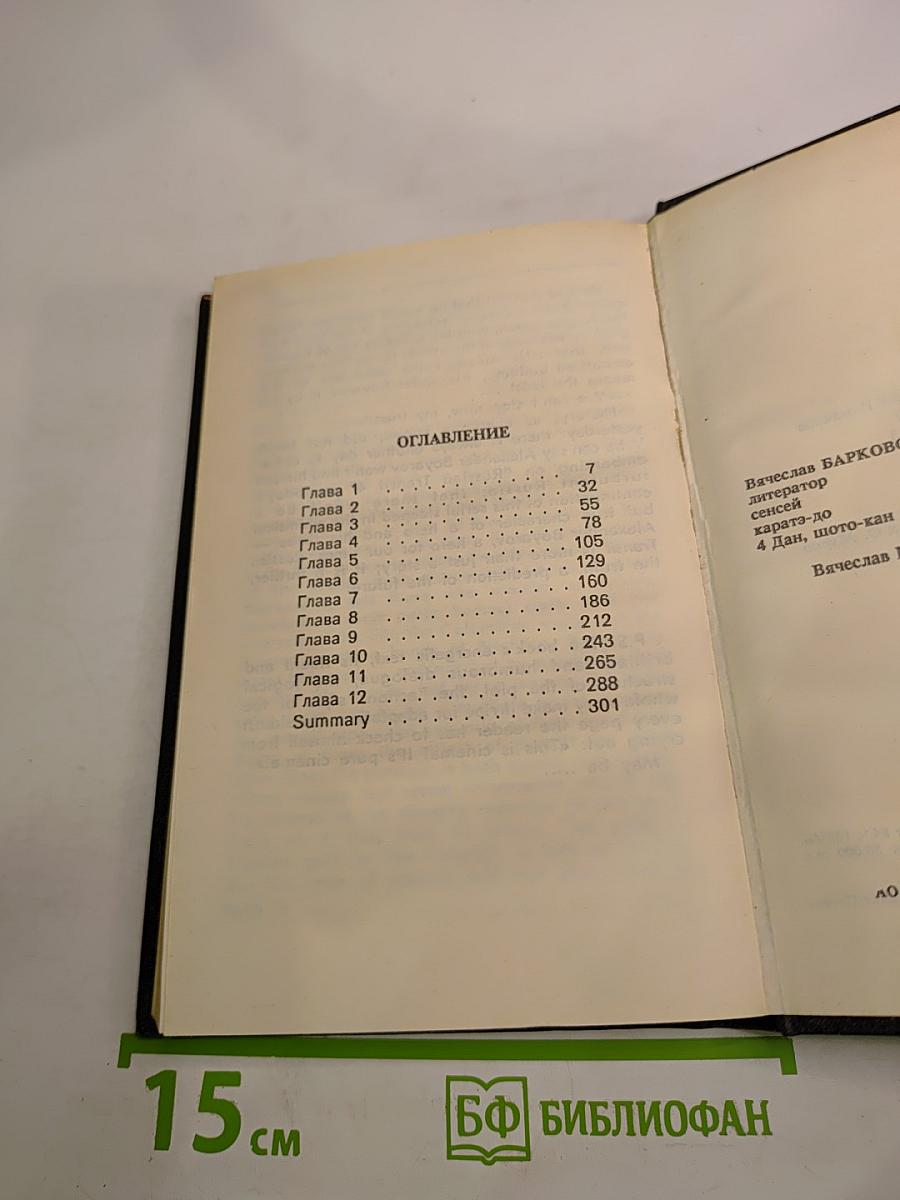 ОГЛАВЛЕНИЕ
Глава 1 . . . . . . . . . . . . 7
Глава 2 . . . . . . . . . . . . 32
Глава 3 . . . . . . . . . . . . 55
Глава 4 . . . . . . . . . . . . 78
Глава 5 . . . . . . . . . . . . 105
Глава 6 . . . . . . . . . . . . 129
Глава 7 . . . . . . . . . . . . 160
Глава 8 . . . . . . . . . . . . 186
Глава 9 . . . . . . . . . . . . 212
Глава 10 . . . . . . . . . . . . 243
Глава 11 . . . . . . . . . . . . 265
Глава 12 . . . . . . . . . . . . 288
Summary . . . . . . . . . . . . 301
Вячеслав БАРКОВС
литератор
сенсей
каратэ-до
4 Дан, шото-кан
Вячеслав
АО
15 см
БФ БИБЛИОФАН